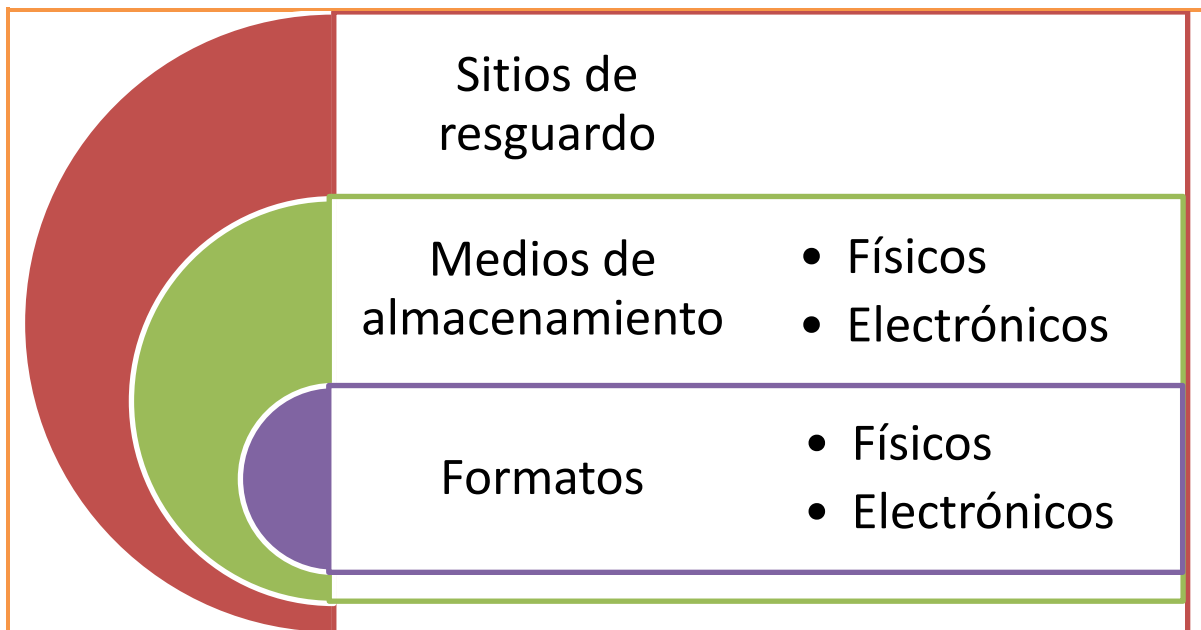 Sitios de
resguardo
Medios de
almacenamiento
• Físicos
• Electrónicos
Formatos
• Físicos
• Electrónicos